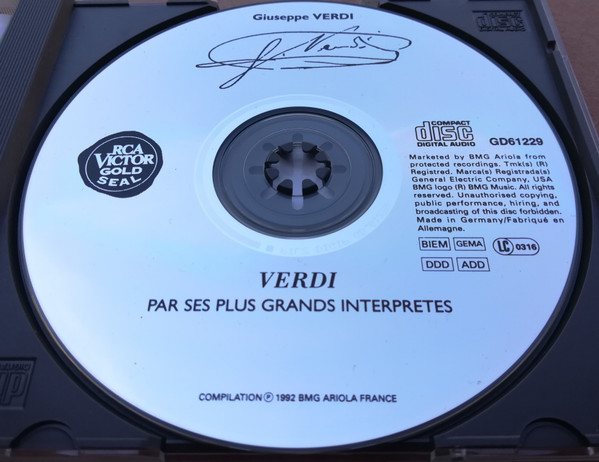 Giuseppe VERDI
G. Verdi
RCA
VICTOR
GOLD
SEAL
COMPACT
disc
DIGITAL AUDIO
GD61229
Marketed by BMG Ariola from
protected recordings. Tmk(s) (R)
Registred. Marca(s) Registrada(s)
General Electric Company, USA
BMG logo (R) BMG Music. All rights
reserved. Unauthorised copying,
public performance, hiring, and
broadcasting of this disc forbidden.
Made in Germany/Fabriqué en
Allemagne.
BIEM GEMA LC 0316
DDD ADD
VERDI
PAR SES PLUS GRANDS INTERPRETES
COMPILATION Ⓟ 1992 BMG ARIOLA FRANCE